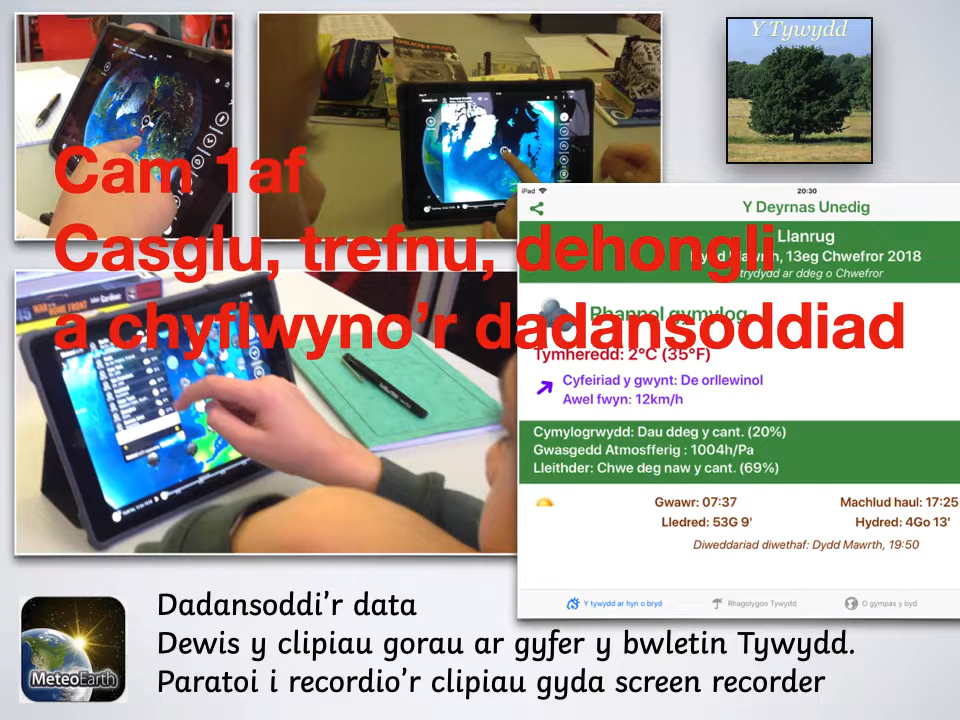 Y Tywydd
Cam 1af
Casglu, trefnu, dehongli
a chyflwyno’r dadansoddiad
iPad
20:30
Y Deyrnas Unedig
Llanrug
Mawrth, 13eg Chwefror 2018
trydydd ar ddeg o Chwefror
Rhannol gymylog
Tymheredd: 2°C (35°F)
Cyfeiriad y gwynt: De orllewinol
Awel fwyn: 12km/h
Cymylogrwydd: Dau ddeg y cant. (20%)
Gwasgedd Atmosfferig : 1004h/Pa
Lleithder: Chwe deg naw y cant. (69%)
Gwawr: 07:37
Machlud haul: 17:25
Lledred: 53G 9'
Hydred: 4Go 13'
Diweddariad diwethaf: Dydd Mawrth, 19:50
Y tywydd ar hyn o bryd
Rhagolygon Tywydd
O gympas y byd
MeteoEarth
Dadansoddi’r data
Dewis y clipiau gorau ar gyfer y bwletin Tywydd.
Paratoi i recordio’r clipiau gyda screen recorder